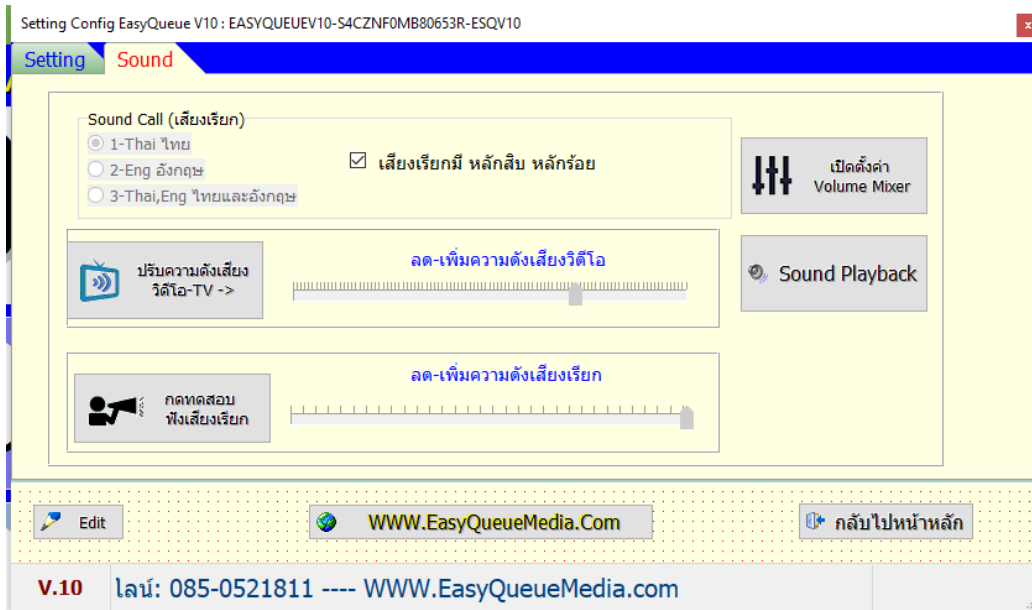 Setting Config EasyQueue V10 : EASYQUEUEV10-S4CZNF0MB80653R-ESQV10
x
Setting
Sound
Sound Call (เสียงเรียก)
1-Thai ไทย
2-Eng อังกฤษ
3-Thai,Eng ไทยและอังกฤษ
เสียงเรียกมี หลักสิบ หลักร้อย
เปิดตั้งค่า
Volume Mixer
ปรับความดังเสียง
วิดีโอ-TV ->
ลด-เพิ่มความดังเสียงวิดีโอ
Sound Playback
กดทดสอบ
ฟังเสียงเรียก
ลด-เพิ่มความดังเสียงเรียก
Edit
WWW.EasyQueueMedia.Com
กลับไปหน้าหลัก
V.10
ไลน์: 085-0521811 ---- WWW.EasyQueueMedia.com